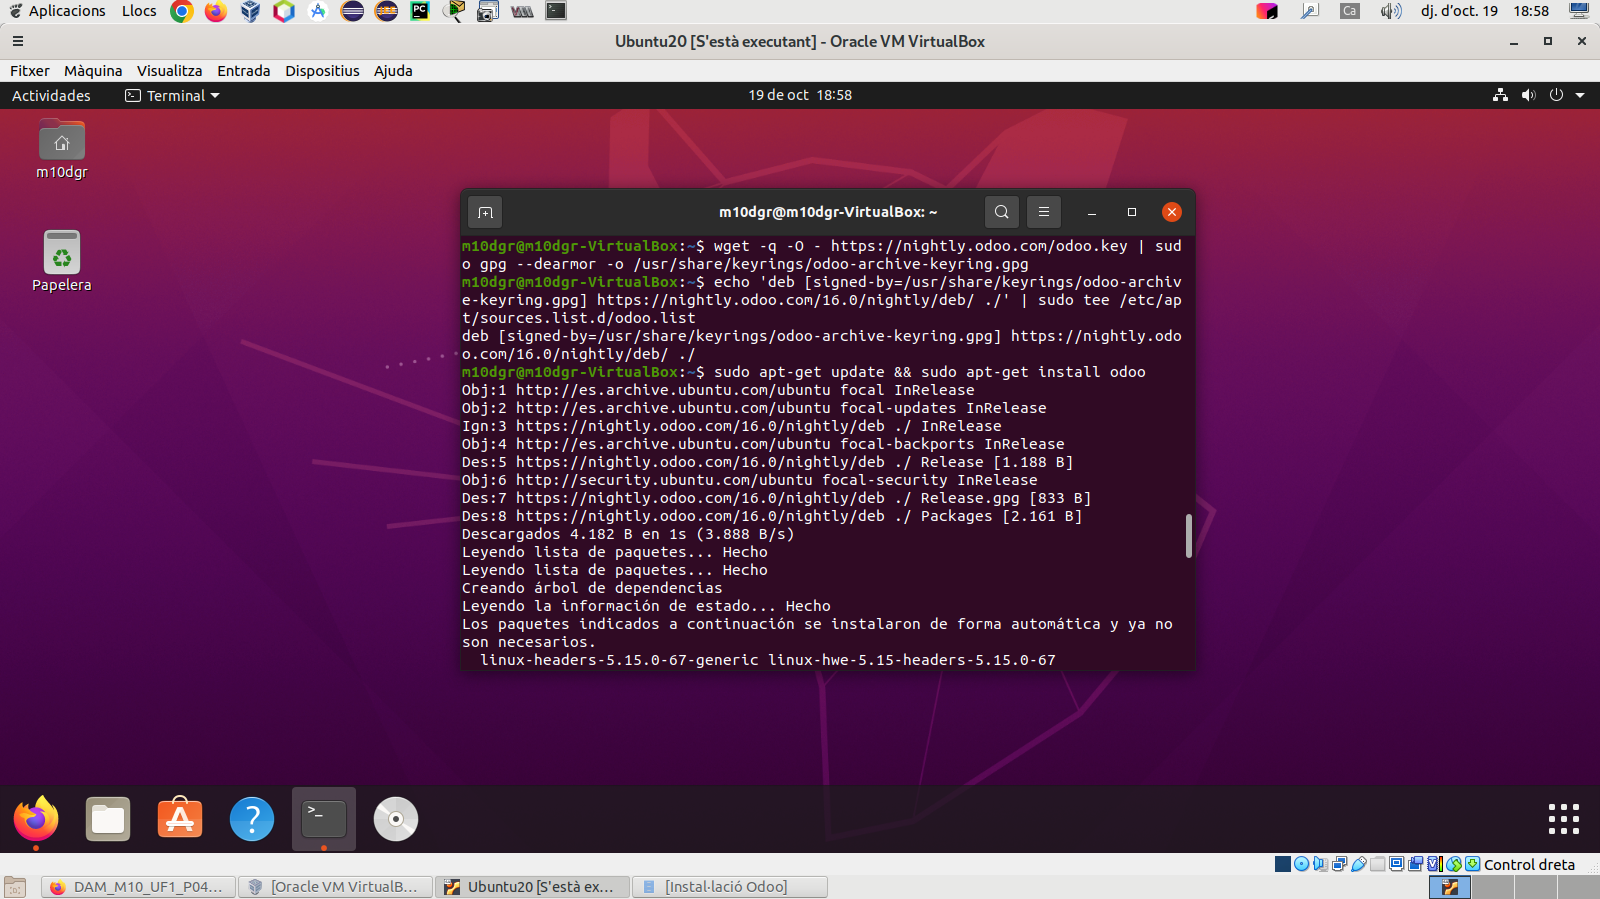 Aplicacions Llocs Ca dj. d'oct. 19 18:58
Ubuntu20 [S'està executant] - Oracle VM VirtualBox
Fitxer Màquina Visualitza Entrada Dispositius Ajuda
Actividades Terminal 19 de oct 18:58
m10dgr
Papelera
m10dgr@m10dgr-VirtualBox: ~
m10dgr@m10dgr-VirtualBox:~$ wget -q -O - https://nightly.odoo.com/odoo.key | sud
o gpg --dearmor -o /usr/share/keyrings/odoo-archive-keyring.gpg
m10dgr@m10dgr-VirtualBox:~$ echo 'deb [signed-by=/usr/share/keyrings/odoo-archiv
e-keyring.gpg] https://nightly.odoo.com/16.0/nightly/deb/ ./' | sudo tee /etc/ap
t/sources.list.d/odoo.list
deb [signed-by=/usr/share/keyrings/odoo-archive-keyring.gpg] https://nightly.odo
o.com/16.0/nightly/deb/ ./
m10dgr@m10dgr-VirtualBox:~$ sudo apt-get update && sudo apt-get install odoo
Obj:1 http://es.archive.ubuntu.com/ubuntu focal InRelease
Obj:2 http://es.archive.ubuntu.com/ubuntu focal-updates InRelease
Ign:3 https://nightly.odoo.com/16.0/nightly/deb ./ InRelease
Obj:4 http://es.archive.ubuntu.com/ubuntu focal-backports InRelease
Des:5 https://nightly.odoo.com/16.0/nightly/deb ./ Release [1.188 B]
Obj:6 http://security.ubuntu.com/ubuntu focal-security InRelease
Des:7 https://nightly.odoo.com/16.0/nightly/deb ./ Release.gpg [833 B]
Des:8 https://nightly.odoo.com/16.0/nightly/deb ./ Packages [2.161 B]
Descargados 4.182 B en 1s (3.888 B/s)
Leyendo lista de paquetes... Hecho
Leyendo lista de paquetes... Hecho
Creando árbol de dependencias
Leyendo la información de estado... Hecho
Los paquetes indicados a continuación se instalaron de forma automática y ya no
son necesarios.
linux-headers-5.15.0-67-generic linux-hwe-5.15-headers-5.15.0-67
Control dreta
DAM_M10_UF1_P04... [Oracle VM VirtualB... Ubuntu20 [S'està ex... [Instal·lació Odoo]